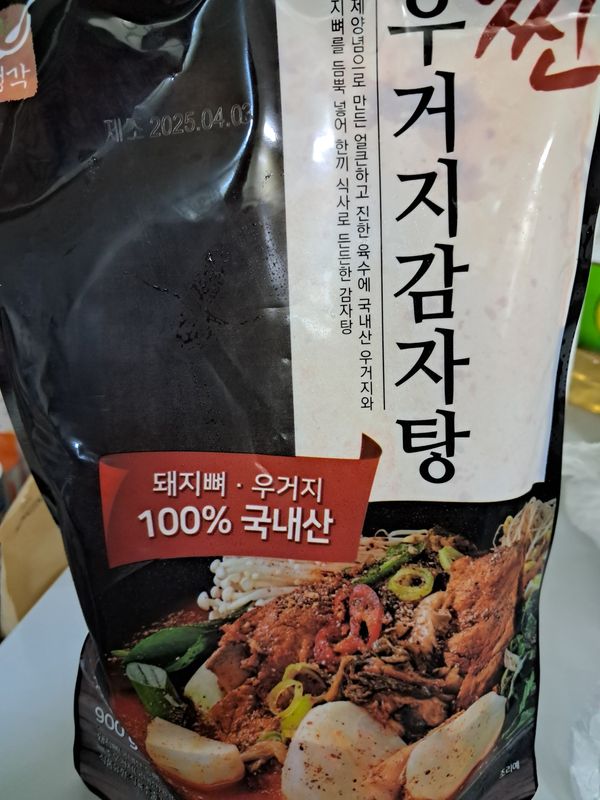 찐
우거지감자탕
제양념으로 만든 얼큰하고 진한 육수에 국내산 우거지와
지뼈를 듬뿍 넣어 한끼 식사로 든든한 감자탕
제조 2025.04.03
돼지뼈 · 우거지
100% 국내산
900 g